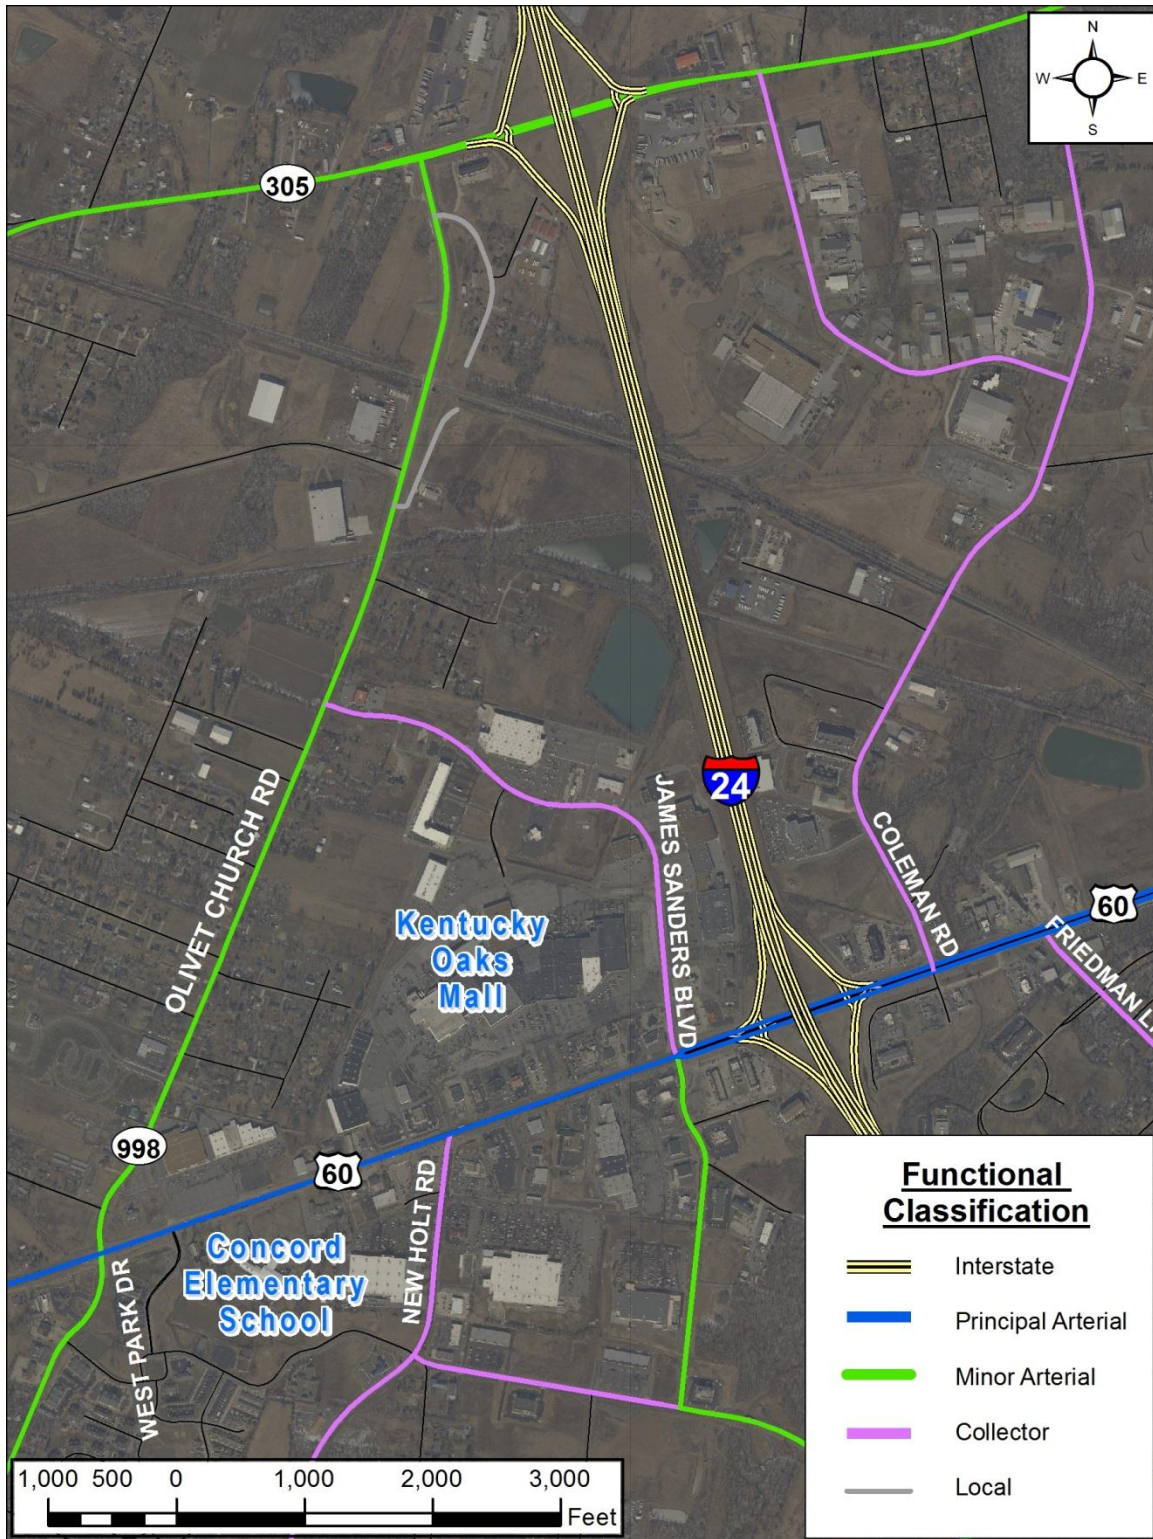 N
W E
S
305
24
JAMES SANDERS BLVD
OLIVET CHURCH RD
COLEMAN RD
60
FRIEDMAN L
Kentucky
Oaks
Mall
998
60
NEW HOLT RD
Concord
Elementary
School
WEST PARK DR
Functional
Classification
Interstate
Principal Arterial
Minor Arterial
Collector
Local
1,000 500 0 1,000 2,000 3,000
Feet